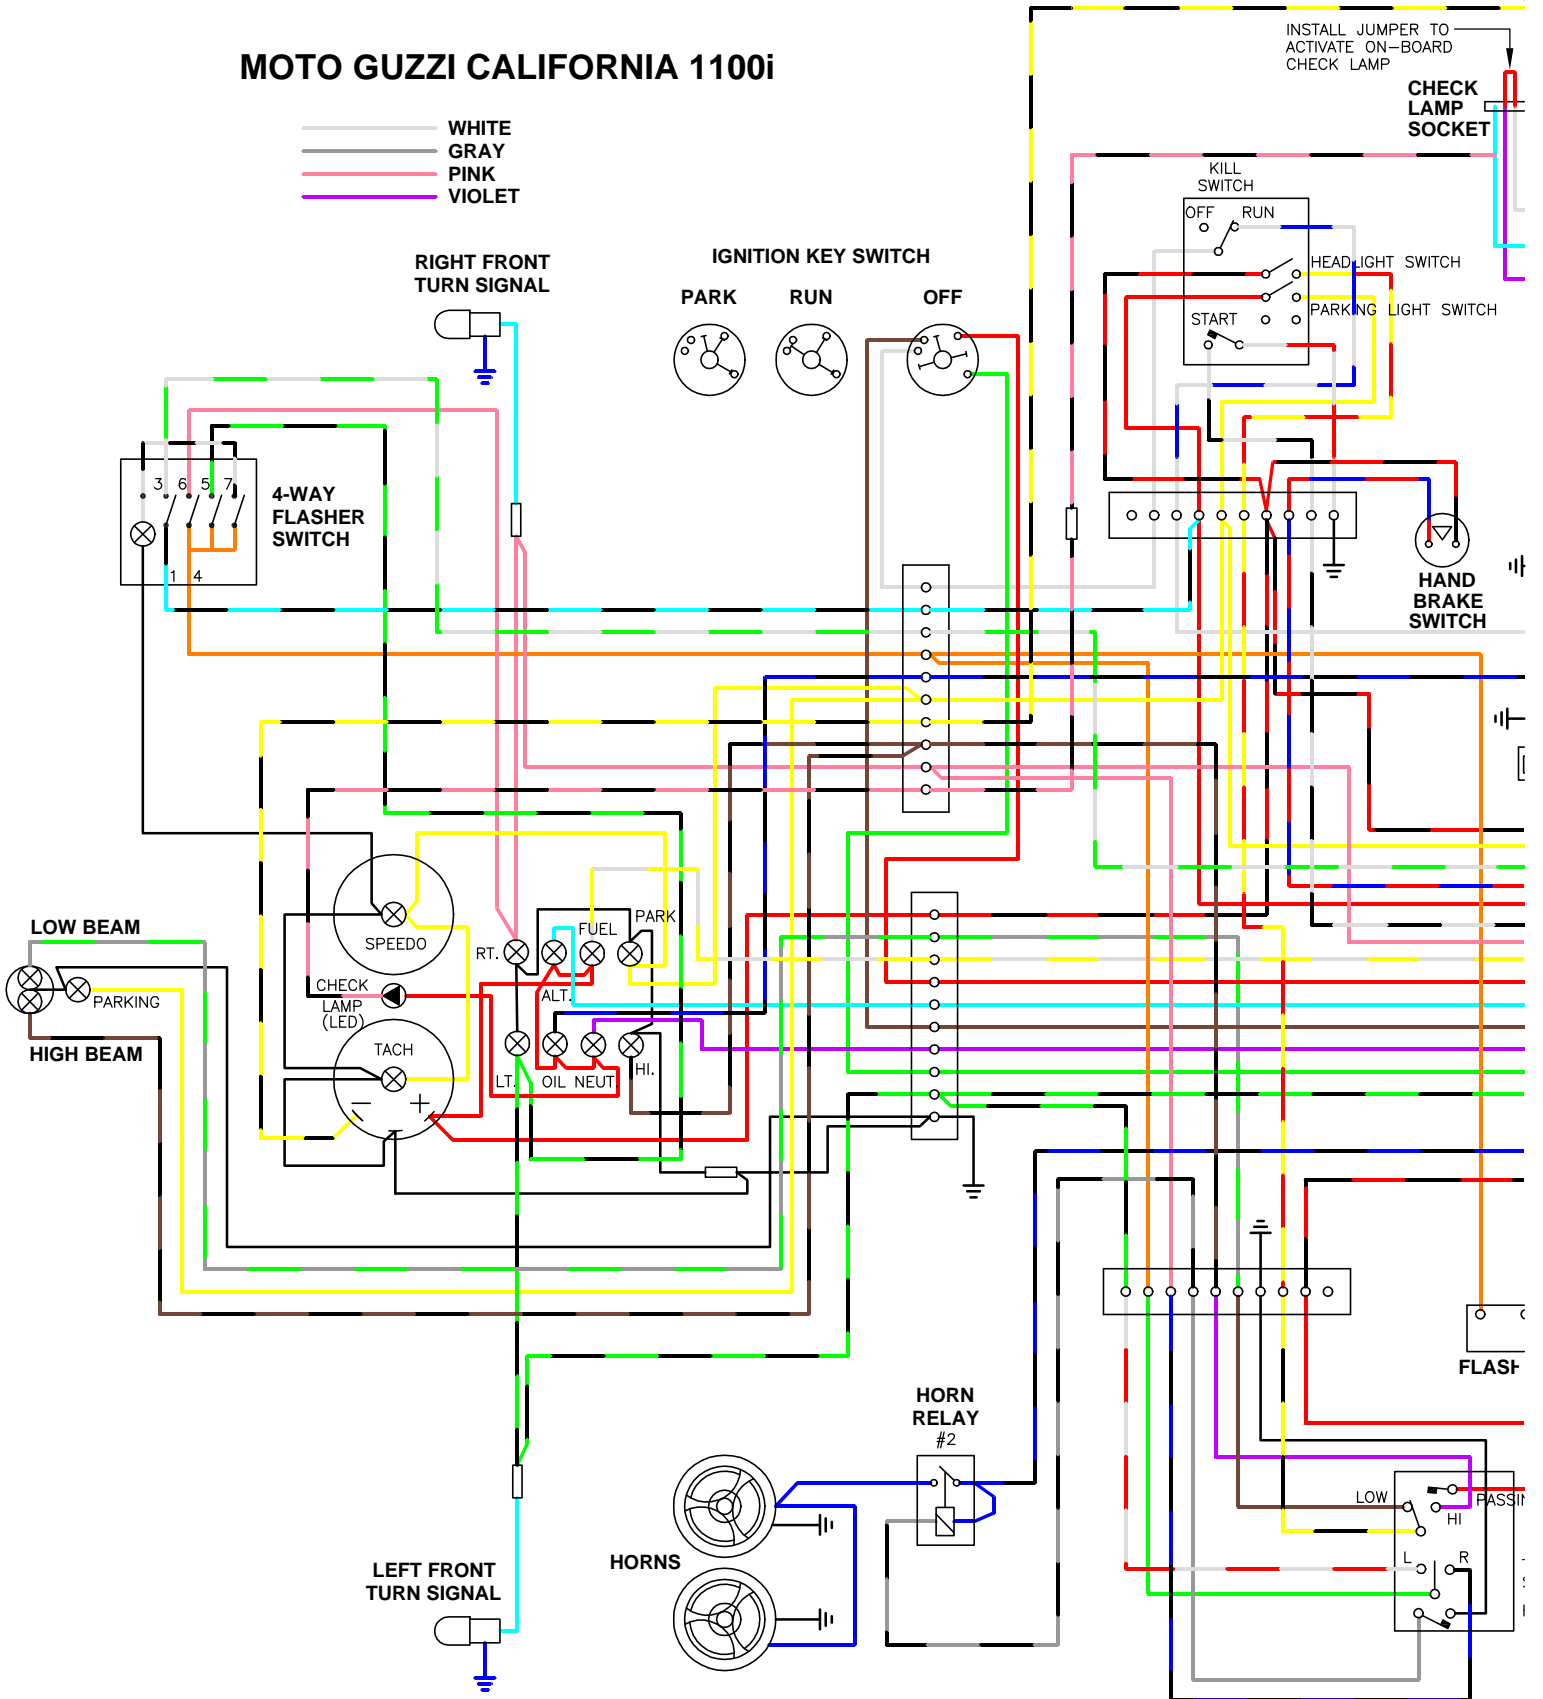 MOTO GUZZI CALIFORNIA 1100i
WHITE
GRAY
PINK
VIOLET
INSTALL JUMPER TO
ACTIVATE ON-BOARD
CHECK LAMP
CHECK
LAMP
SOCKET
KILL
SWITCH
OFF RUN
HEADLIGHT SWITCH
PARKING LIGHT SWITCH
START
RIGHT FRONT
TURN SIGNAL
IGNITION KEY SWITCH
PARK RUN OFF
3 6 5 7
4-WAY
FLASHER
SWITCH
1 4
HAND
BRAKE
SWITCH
LOW BEAM
PARKING
HIGH BEAM
SPEEDO
CHECK
LAMP
(LED)
TACH
RT.
FUEL
PARK
ALT.
LT.
OIL NEUT.
HI.
FLASH
HORN
RELAY
#2
HORNS
LOW
HI
PASSIN
L R
LEFT FRONT
TURN SIGNAL